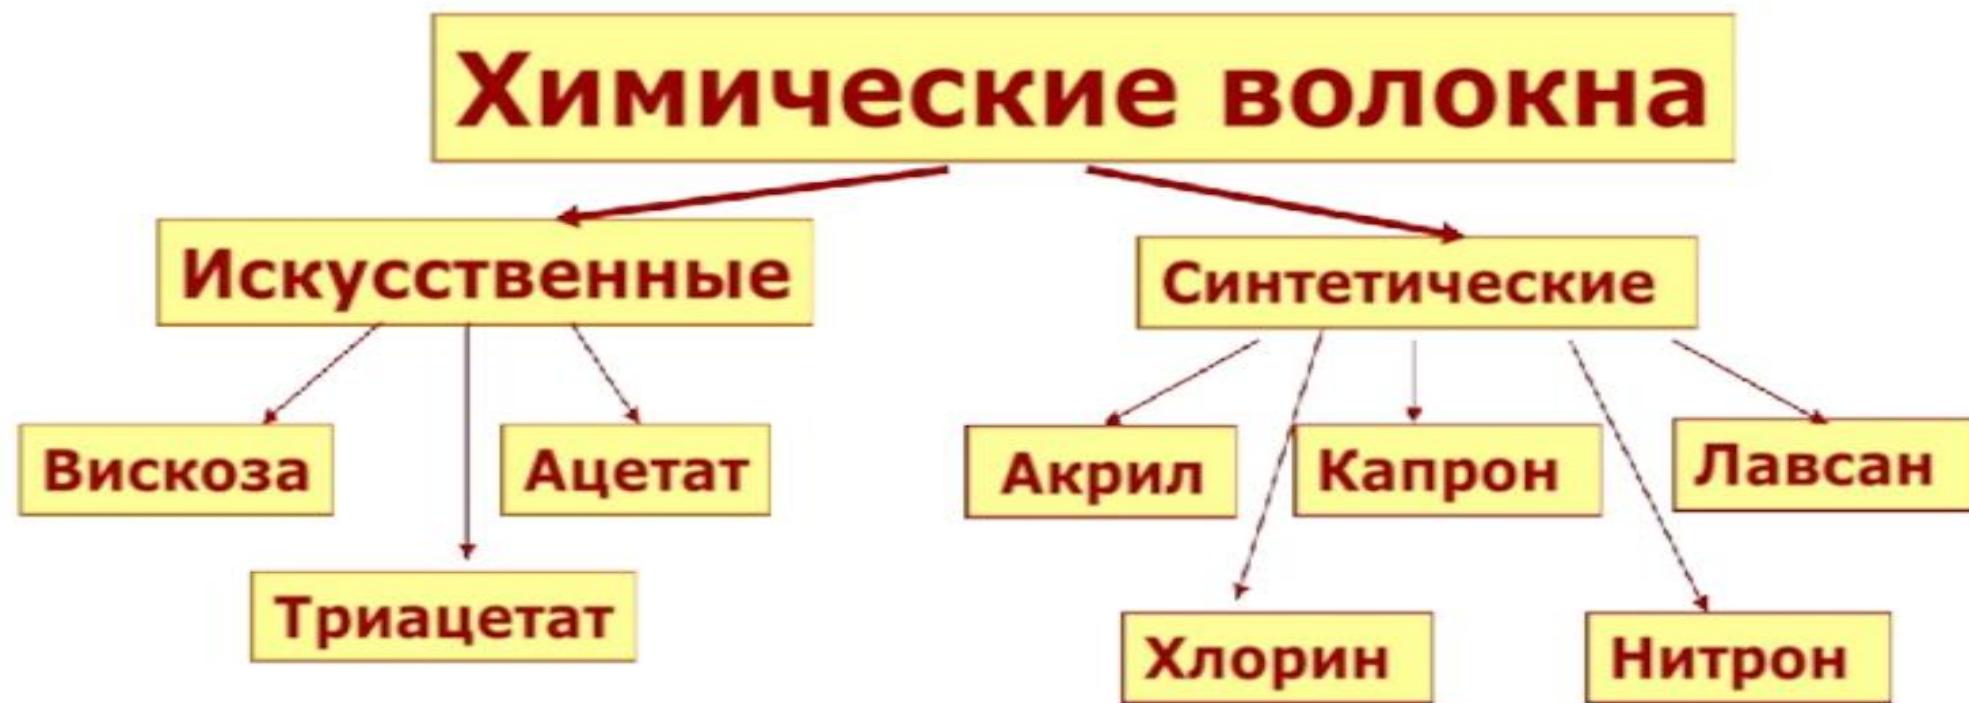 Химические волокна
Искусственные
Синтетические
Вискоза
Ацетат
Акрил
Капрон
Лавсан
Триацетат
Хлорин
Нитрон